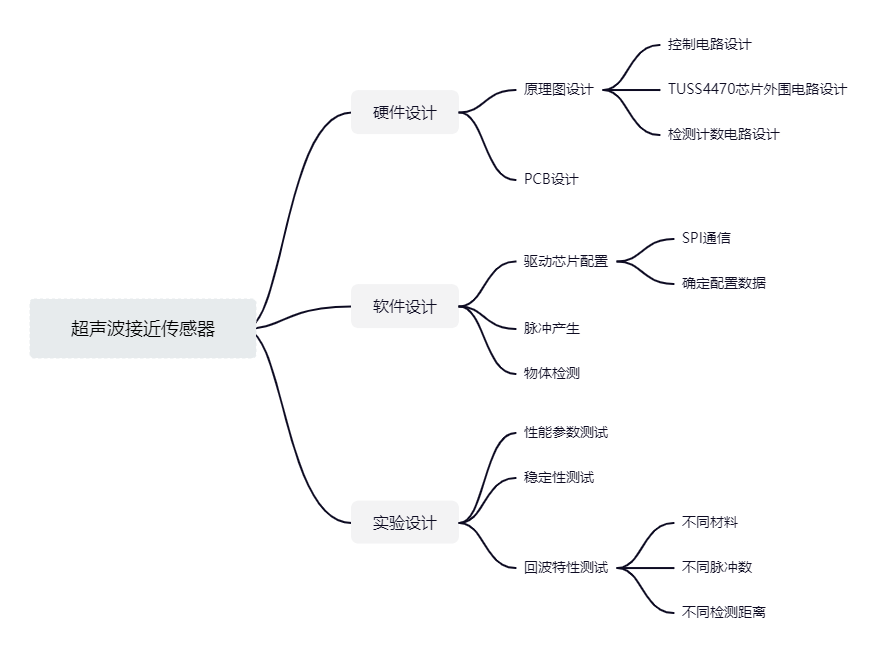 超声波接近传感器
硬件设计
原理图设计
控制电路设计
TUSS4470芯片外围电路设计
检测计数电路设计
PCB设计
软件设计
驱动芯片配置
SPI通信
确定配置数据
脉冲产生
物体检测
实验设计
性能参数测试
稳定性测试
回波特性测试
不同材料
不同脉冲数
不同检测距离